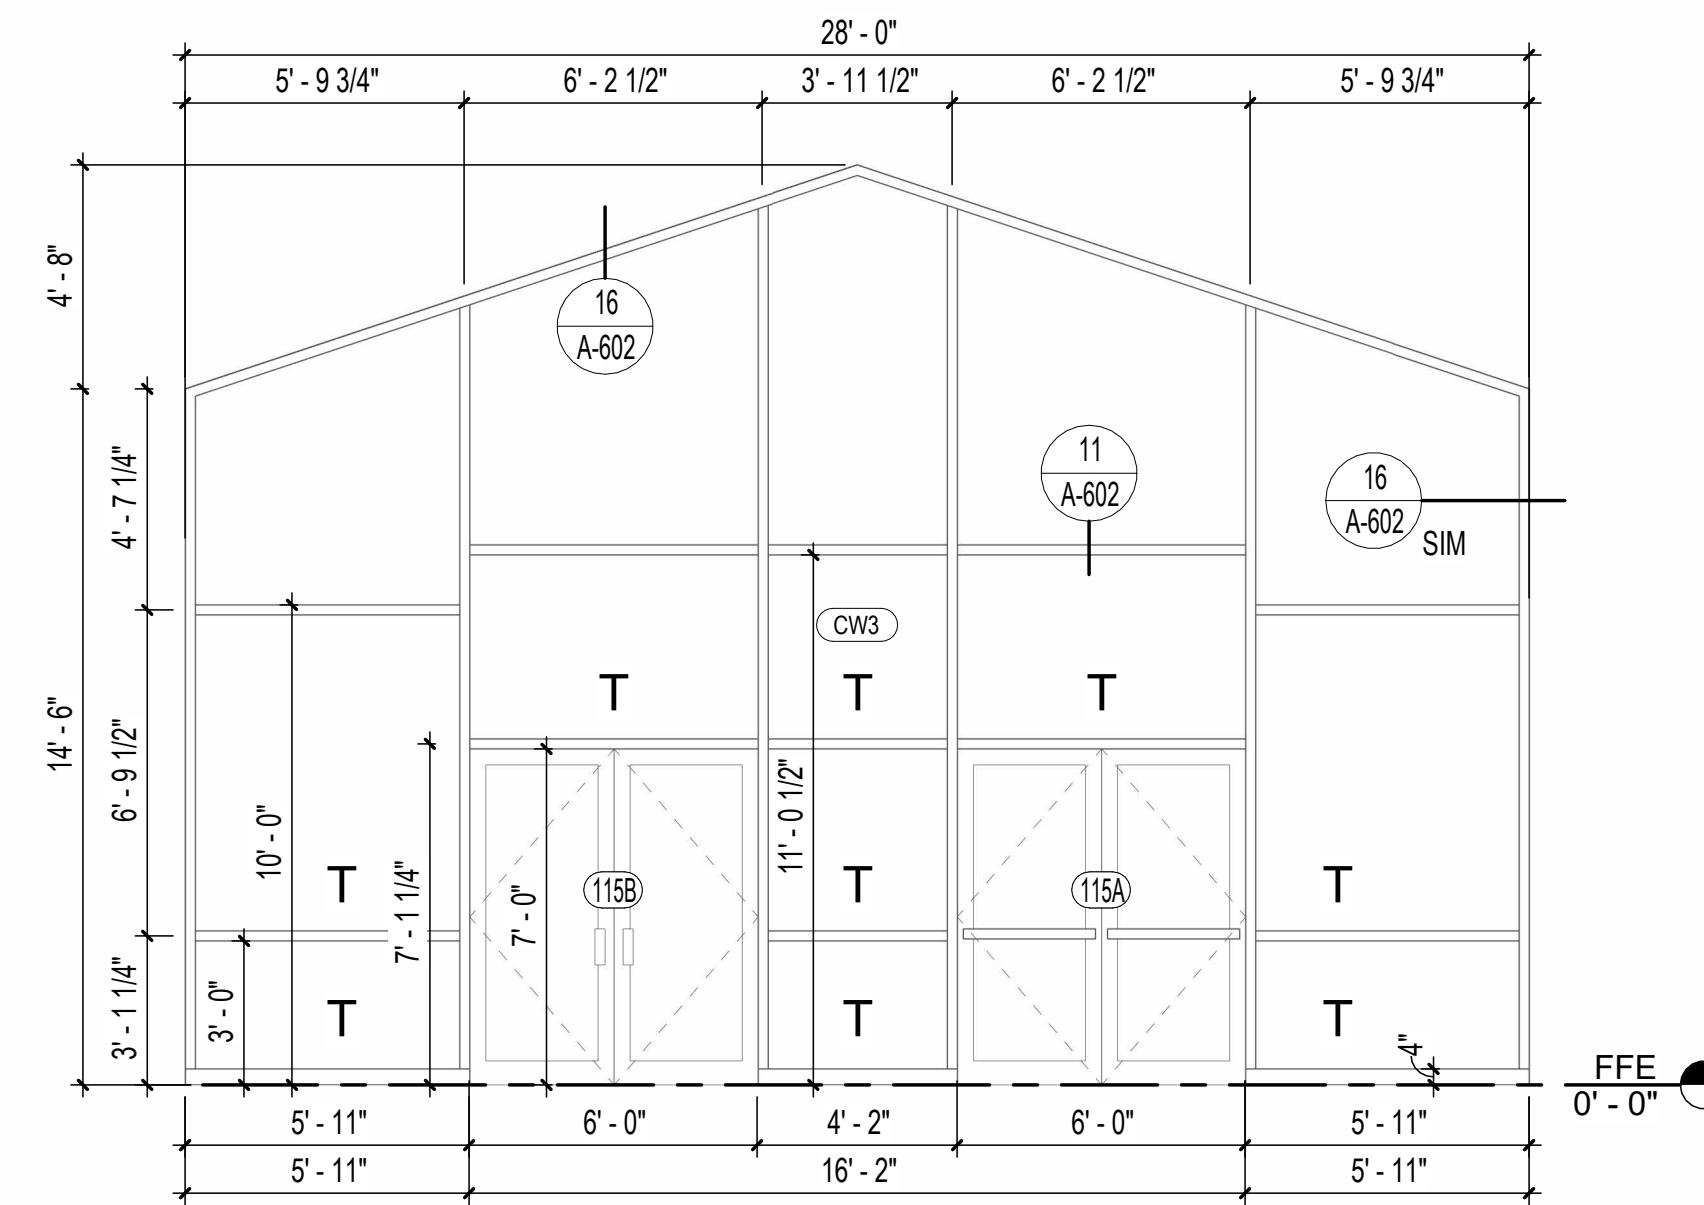 28' - 0"
5' - 9 3/4" 6' - 2 1/2" 3' - 11 1/2" 6' - 2 1/2" 5' - 9 3/4"
4' - 8"
16
A-602
11
A-602
16
A-602
SIM
4' - 7 1/4"
CW3
T T T
14' - 6"
6' - 9 1/2"
10' - 0"
7' - 1 1/4"
7' - 0"
11' - 0 1/2"
T T T
115B 115A
3' - 1 1/4"
3' - 0"
T T T
4"
FFE
0' - 0"
5' - 11" 6' - 0" 4' - 2" 6' - 0" 5' - 11"
5' - 11" 16' - 2" 5' - 11"